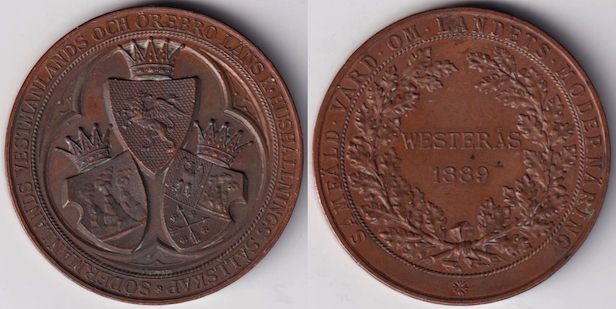 SÖDERMANLANDS VESTMANLANDS OCH ÖREBRO LÄNS K. HUSHÅLLNINGS SÄLLSKAP
SAMFÄLD VÅRD OM LANDETS MODERNÄRING
WESTERÅS
1889